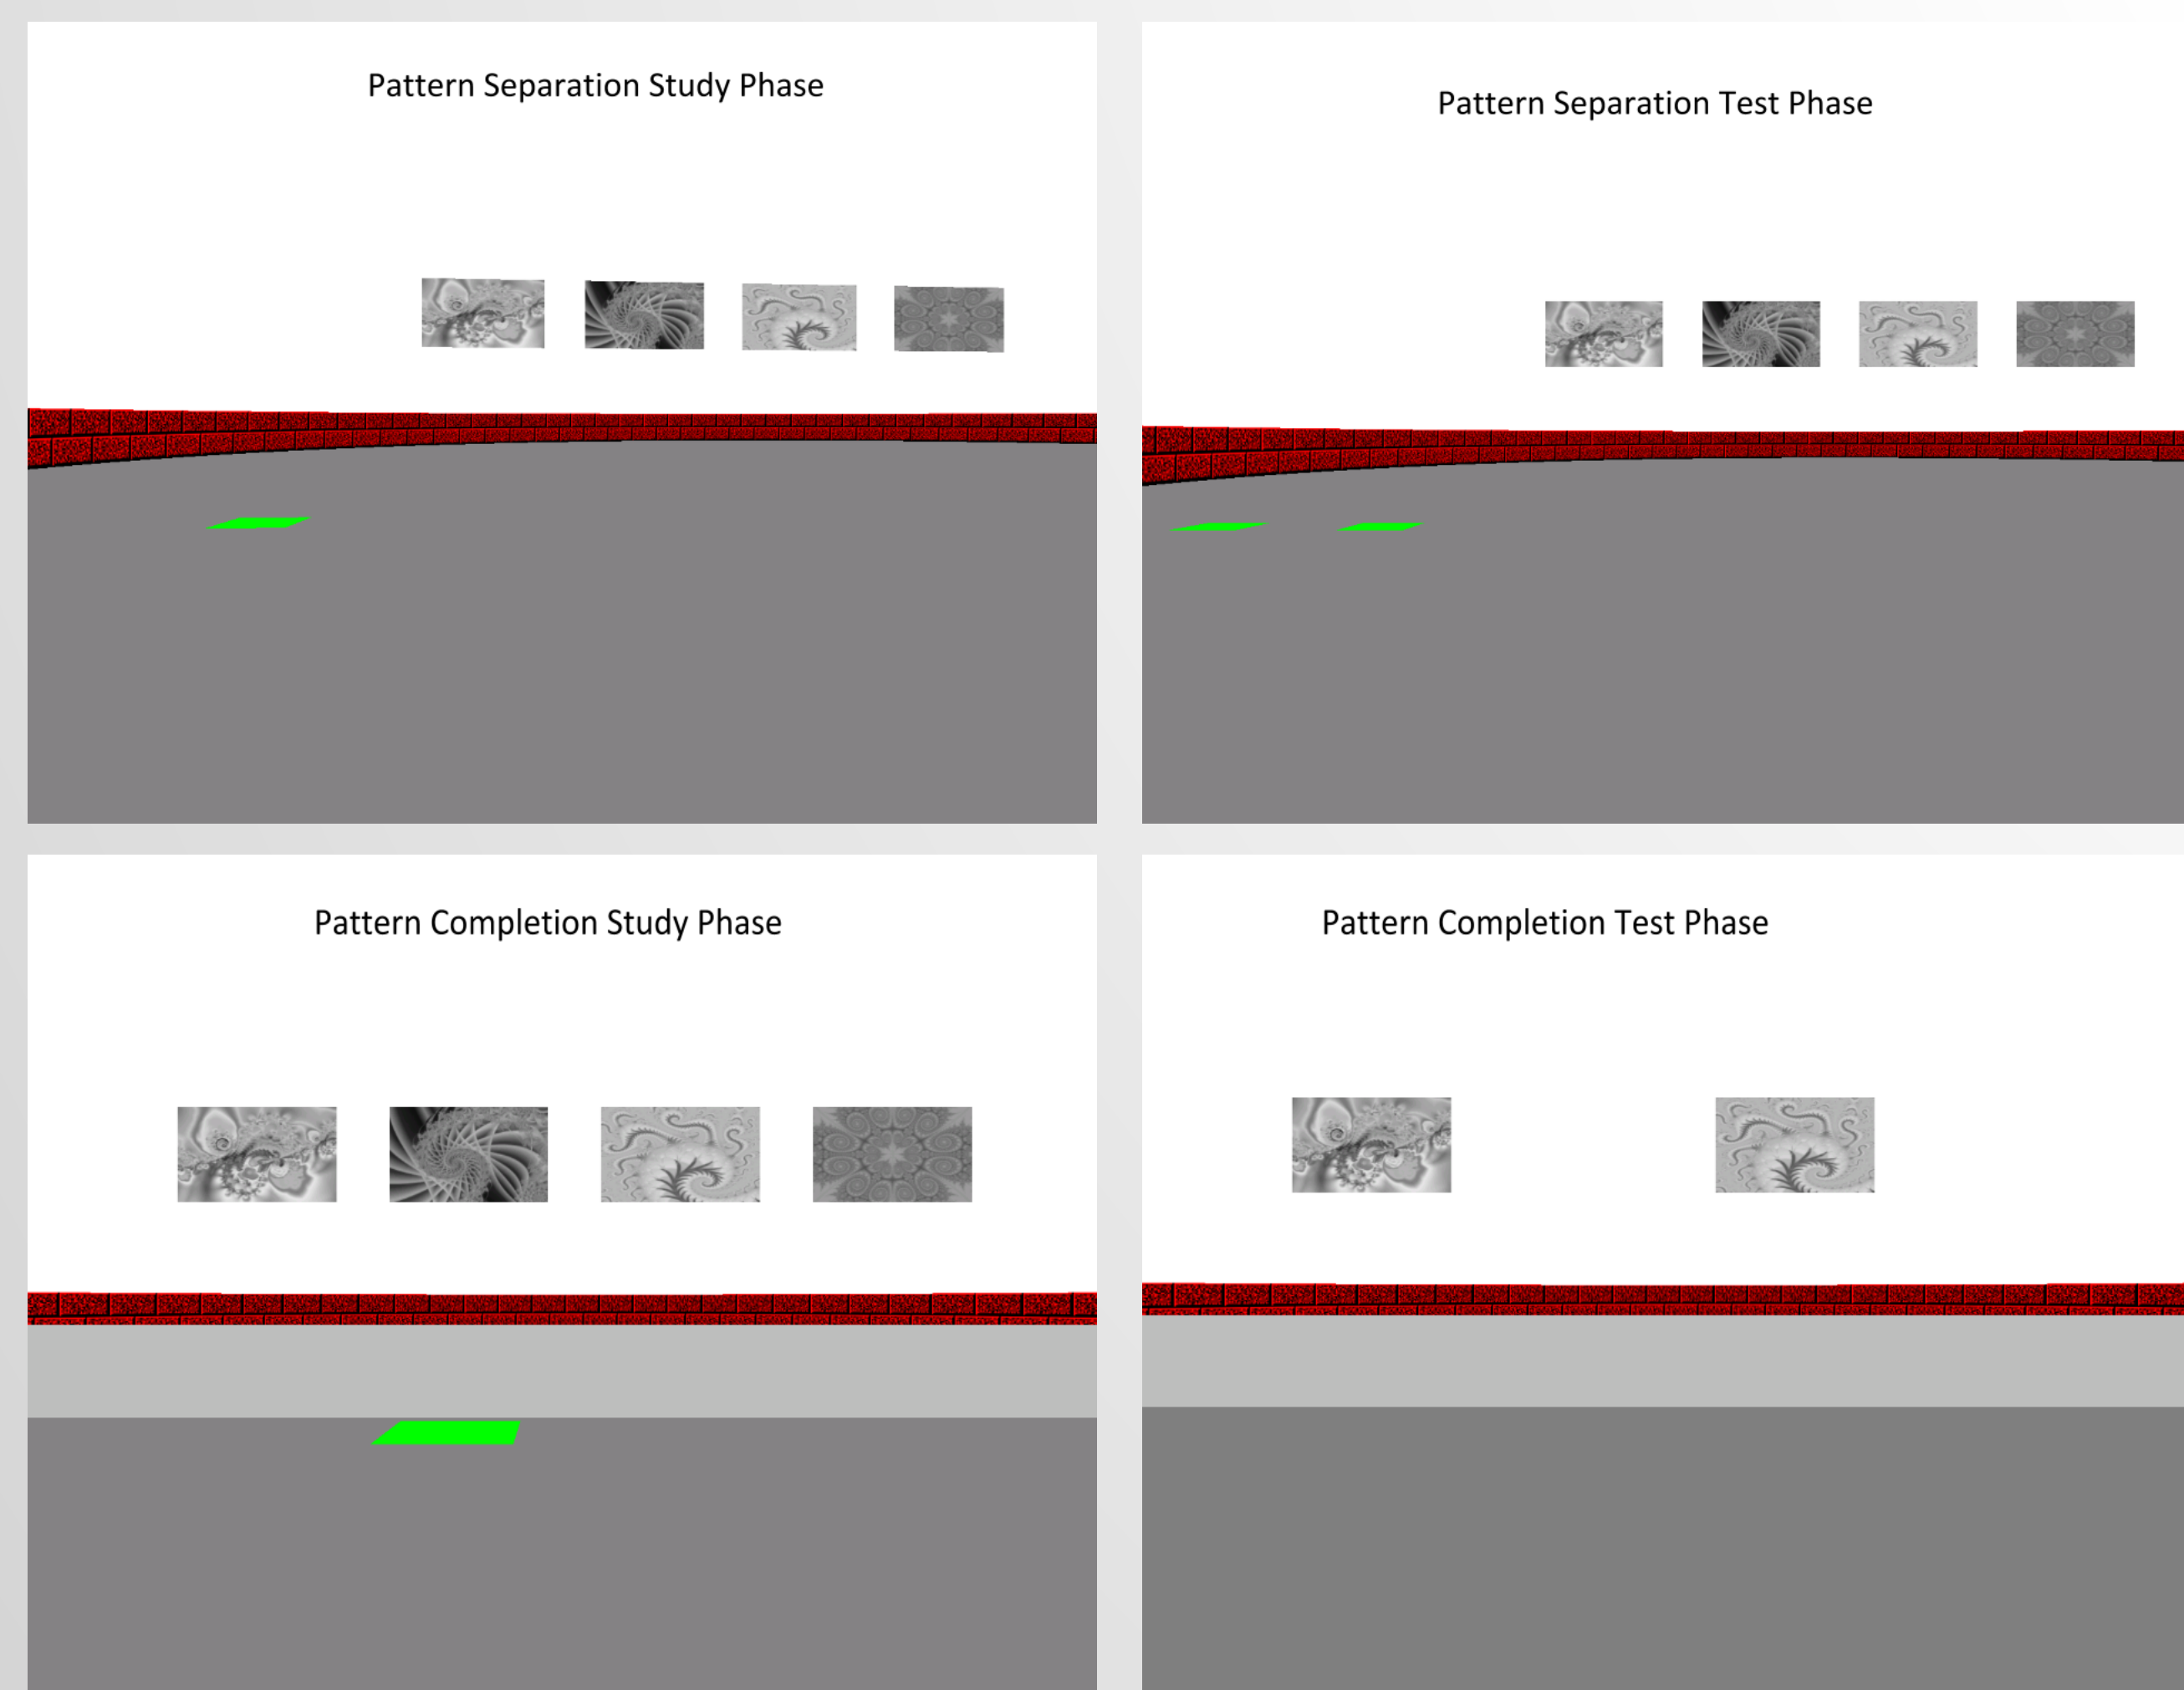 Pattern Separation Study Phase
Pattern Separation Test Phase
Pattern Completion Study Phase
Pattern Completion Test Phase